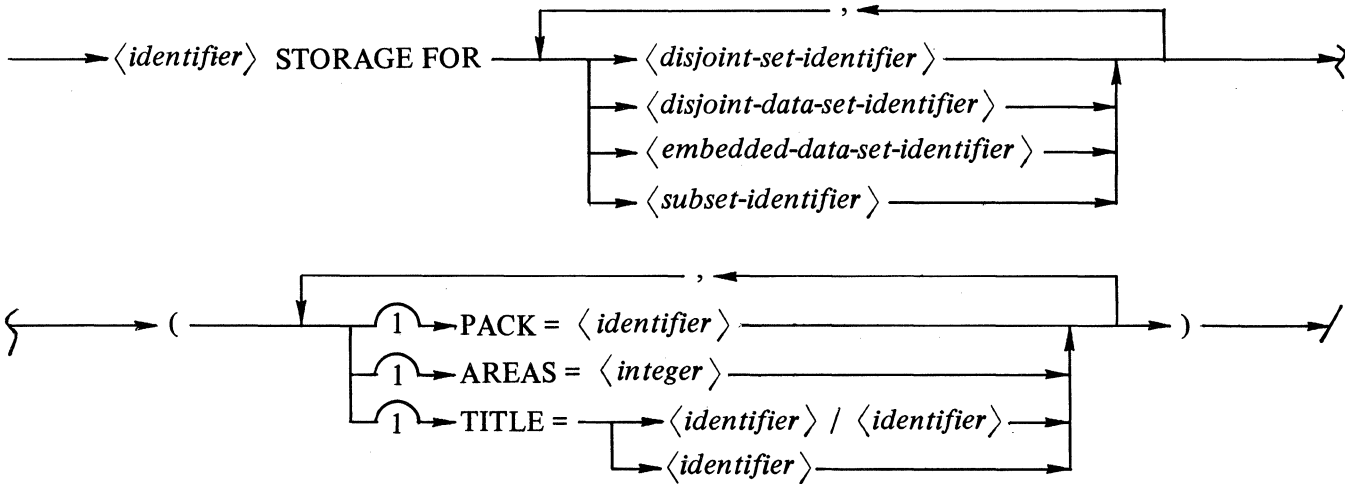 ,
⟨identifier⟩ STORAGE FOR ⟨disjoint-set-identifier⟩
⟨disjoint-data-set-identifier⟩
⟨embedded-data-set-identifier⟩
⟨subset-identifier⟩
,
( 1 PACK = ⟨identifier⟩ )
1 AREAS = ⟨integer⟩
1 TITLE = ⟨identifier⟩ / ⟨identifier⟩
⟨identifier⟩